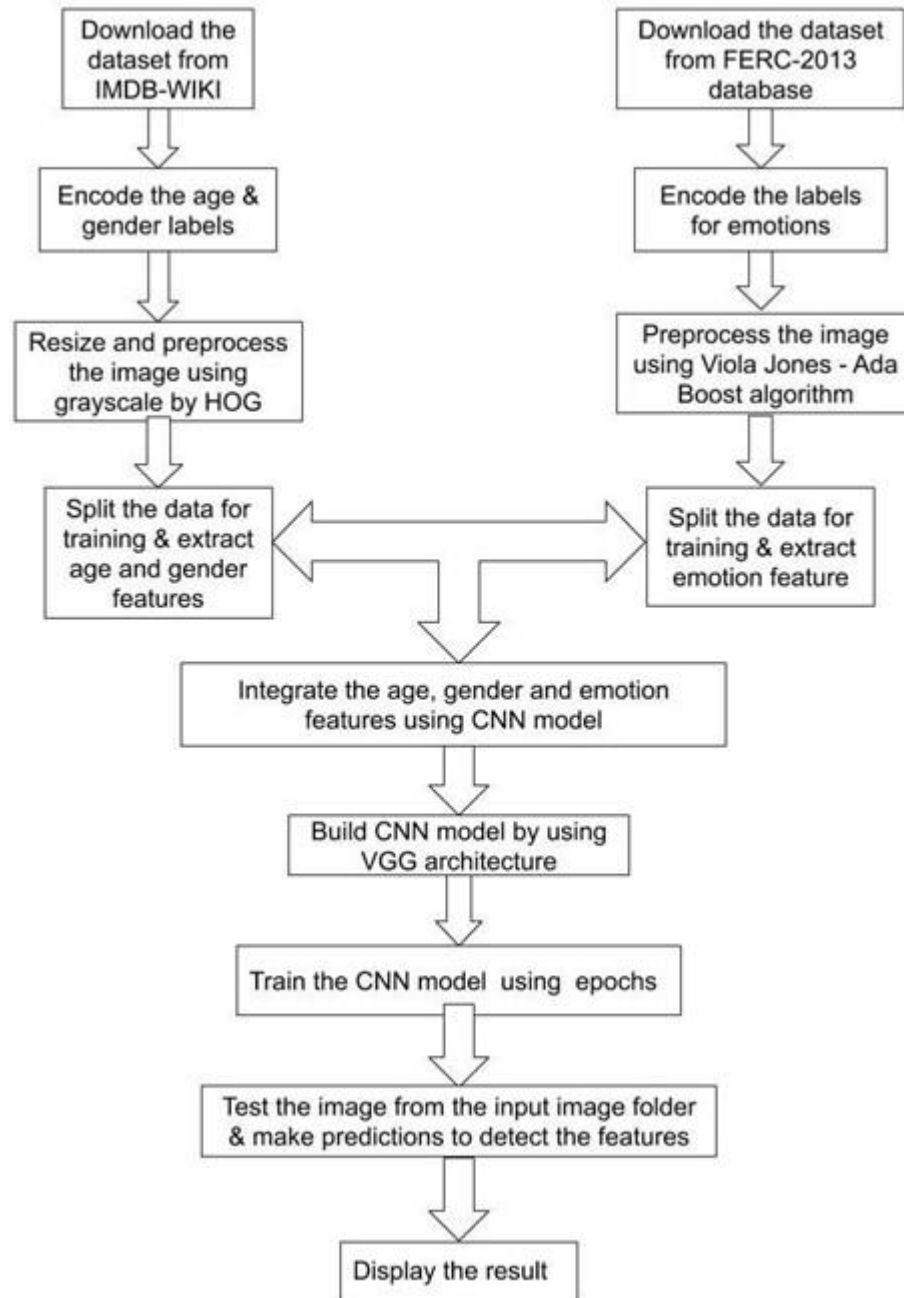 Download the
dataset from
IMDB-WIKI
Download the dataset
from FERC-2013
database
Encode the age &
gender labels
Encode the labels
for emotions
Resize and preprocess
the image using
grayscale by HOG
Preprocess the image
using Viola Jones - Ada
Boost algorithm
Split the data for
training & extract
age and gender
features
Split the data for
training & extract
emotion feature
Integrate the age, gender and emotion
features using CNN model
Build CNN model by using
VGG architecture
Train the CNN model using epochs
Test the image from the input image folder
& make predictions to detect the features
Display the result